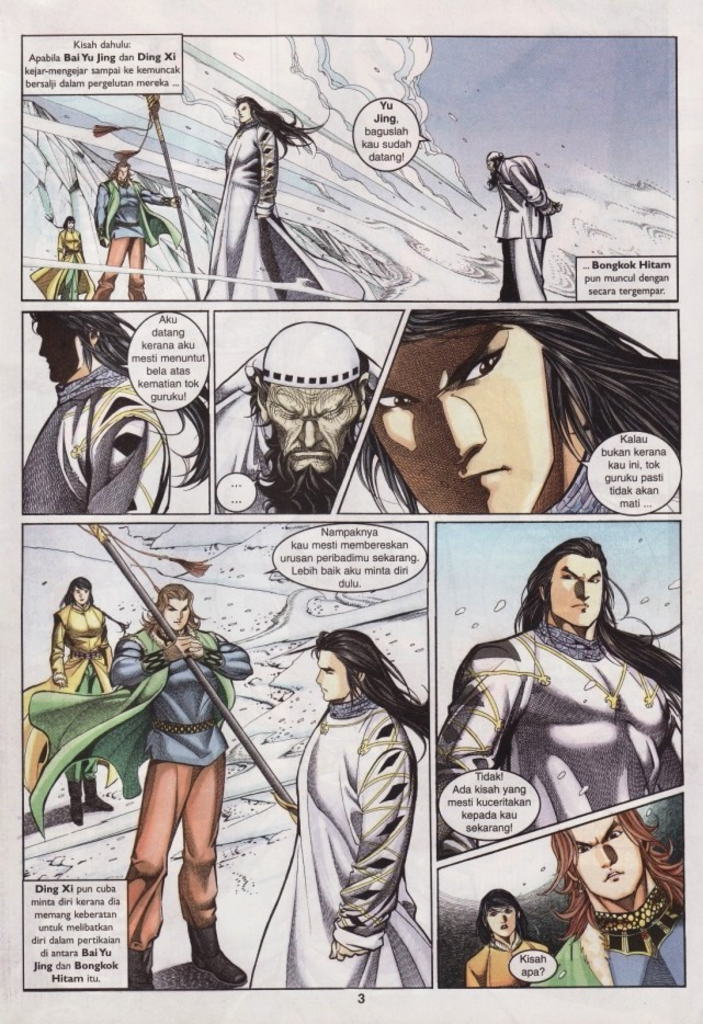 Kisah dahulu:
Apabila Bai Yu Jing dan Ding Xi
kejar-mengejar sampai ke kemuncak
bersalji dalam pergelutan mereka ...
Yu
Jing,
baguslah
kau sudah
datang!
... Bongkok Hitam
pun muncul dengan
secara tergempar.
Aku
datang
kerana aku
mesti menuntut
bela atas
kematian tok
guruku!
...
...
Kalau
bukan kerana
kau ini, tok
guruku pasti
tidak akan
mati ...
Nampaknya
kau mesti membereskan
urusan peribadimu sekarang.
Lebih baik aku minta diri
dulu.
Ding Xi pun cuba
minta diri kerana dia
memang keberatan
untuk melibatkan
diri dalam pertikaian
di antara Bai Yu
Jing dan Bongkok
Hitam itu.
Tidak!
Ada kisah yang
mesti kuceritakan
kepada kau
sekarang!
Kisah
apa?
3